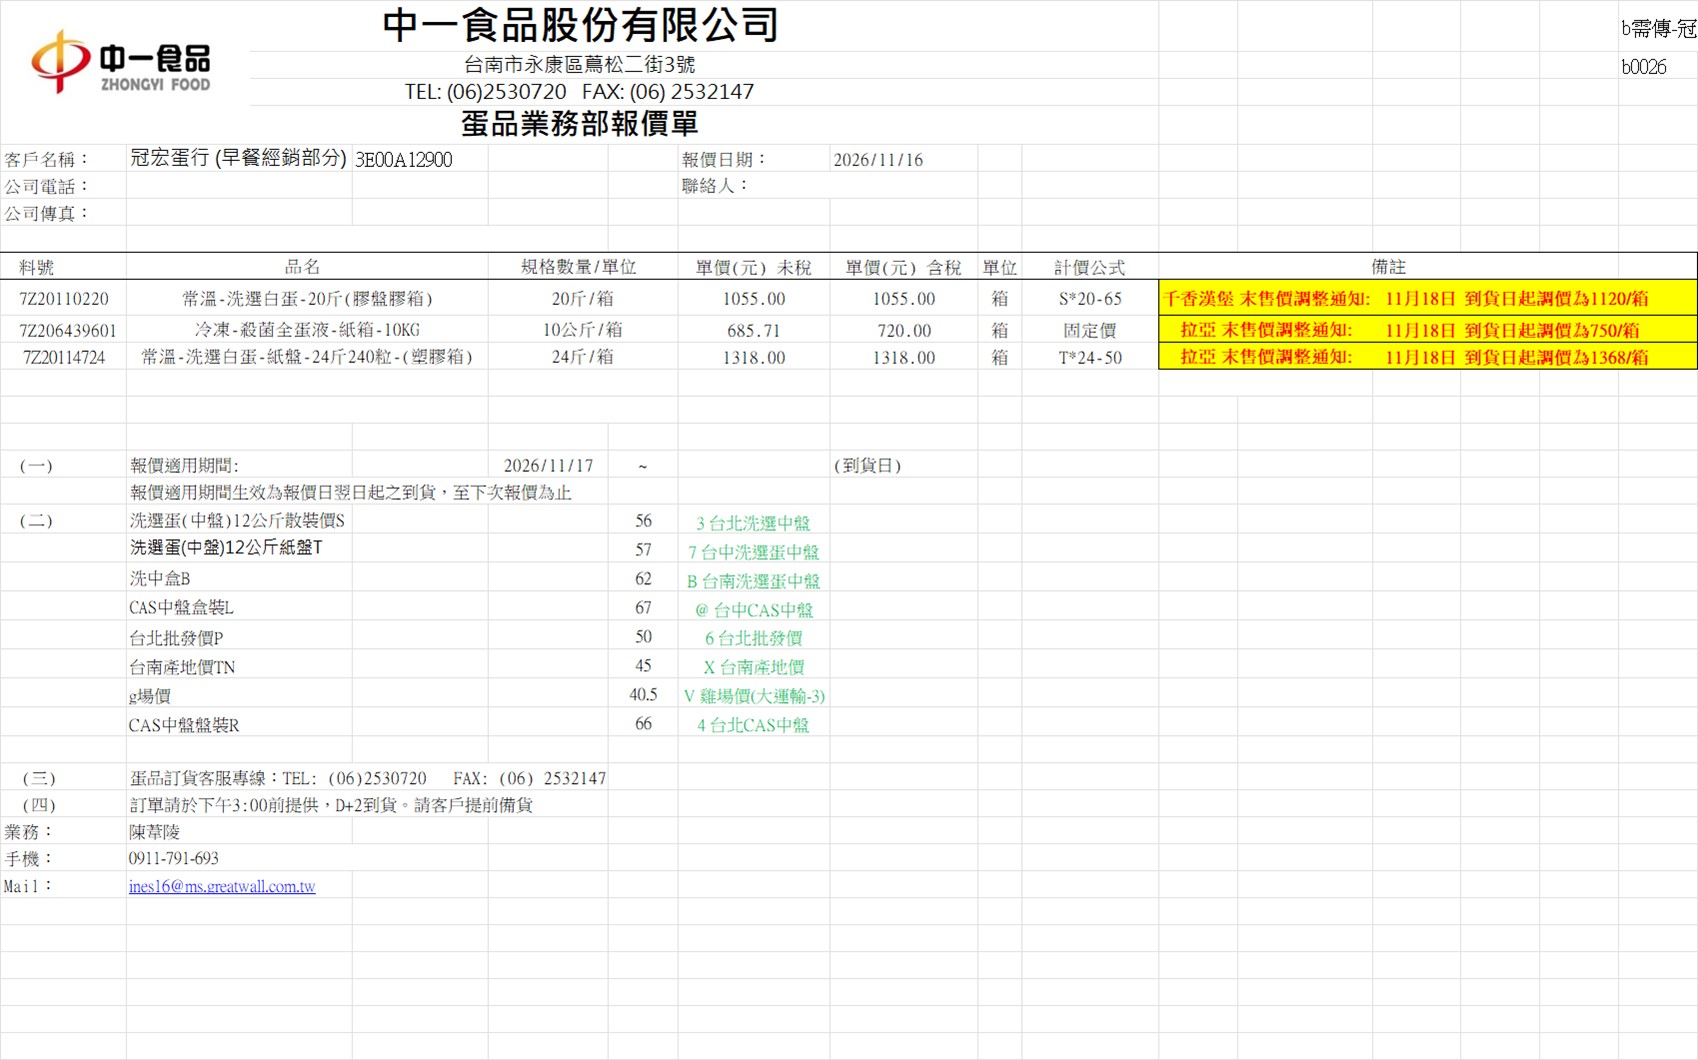 中一食品股份有限公司
b需傳-冠
中一食品
ZHONGYI FOOD
台南市永康區蔦松二街3號
b0026
TEL: (06)2530720 FAX: (06) 2532147
蛋品業務部報價單
客戶名稱： 冠宏蛋行 (早餐經銷部分) 3E00A12900 報價日期： 2026/11/16
公司電話： 聯絡人：
公司傳真：
料號 品名 規格數量/單位 單價(元) 未稅 單價(元) 含稅 單位 計價公式 備註
7Z20110220 常溫-洗選白蛋-20斤(膠盤膠箱) 20斤/箱 1055.00 1055.00 箱 S*20-65 千香漢堡 末售價調整通知: 11月18日 到貨日起調價為1120/箱
7Z206439601 冷凍-殺菌全蛋液-紙箱-10KG 10公斤/箱 685.71 720.00 箱 固定價 拉亞 末售價調整通知: 11月18日 到貨日起調價為750/箱
7Z20114724 常溫-洗選白蛋-紙盤-24斤240粒-(塑膠箱) 24斤/箱 1318.00 1318.00 箱 T*24-50 拉亞 末售價調整通知: 11月18日 到貨日起調價為1368/箱
(一) 報價適用期間: 2026/11/17 ~ (到貨日)
報價適用期間生效為報價日翌日起之到貨，至下次報價為止
(二) 洗選蛋(中盤)12公斤散裝價S 56 3 台北洗選中盤
洗選蛋(中盤)12公斤紙盤T 57 7 台中洗選蛋中盤
洗中盒B 62 B 台南洗選蛋中盤
CAS中盤盒裝L 67 @ 台中CAS中盤
台北批發價P 50 6 台北批發價
台南產地價TN 45 X 台南產地價
g場價 40.5 V 雞場價(大運輸-3)
CAS中盤盤裝R 66 4 台北CAS中盤
(三) 蛋品訂貨客服專線：TEL: (06)2530720 FAX: (06) 2532147
(四) 訂單請於下午3:00前提供，D+2到貨。請客戶提前備貨
業務： 陳葦陵
手機： 0911-791-693
Mail： ines16@ms.greatwall.com.tw